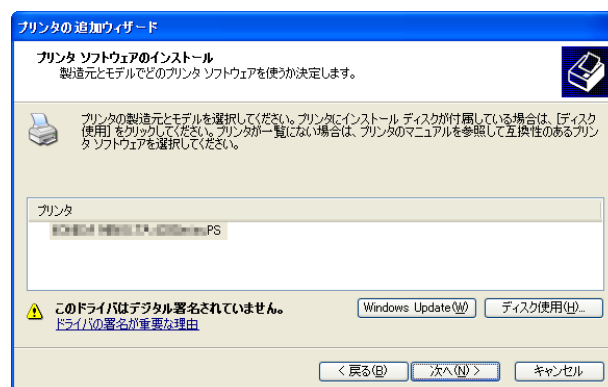 プリンタの追加ウィザード
プリンタ ソフトウェアのインストール
製造元とモデルでどのプリンタ ソフトウェアを使うか決定します。
プリンタの製造元とモデルを選択してください。プリンタにインストール ディスクが付属している場合は、[ディスク
使用] をクリックしてください。プリンタが一覧にない場合は、プリンタのマニュアルを参照して互換性のあるプリン
タ ソフトウェアを選択してください。
プリンタ
PS
このドライバはデジタル署名されていません。
Windows Update(W)
ディスク使用(H)...
ドライバの署名が重要な理由
< 戻る(B)
次へ(N) >
キャンセル